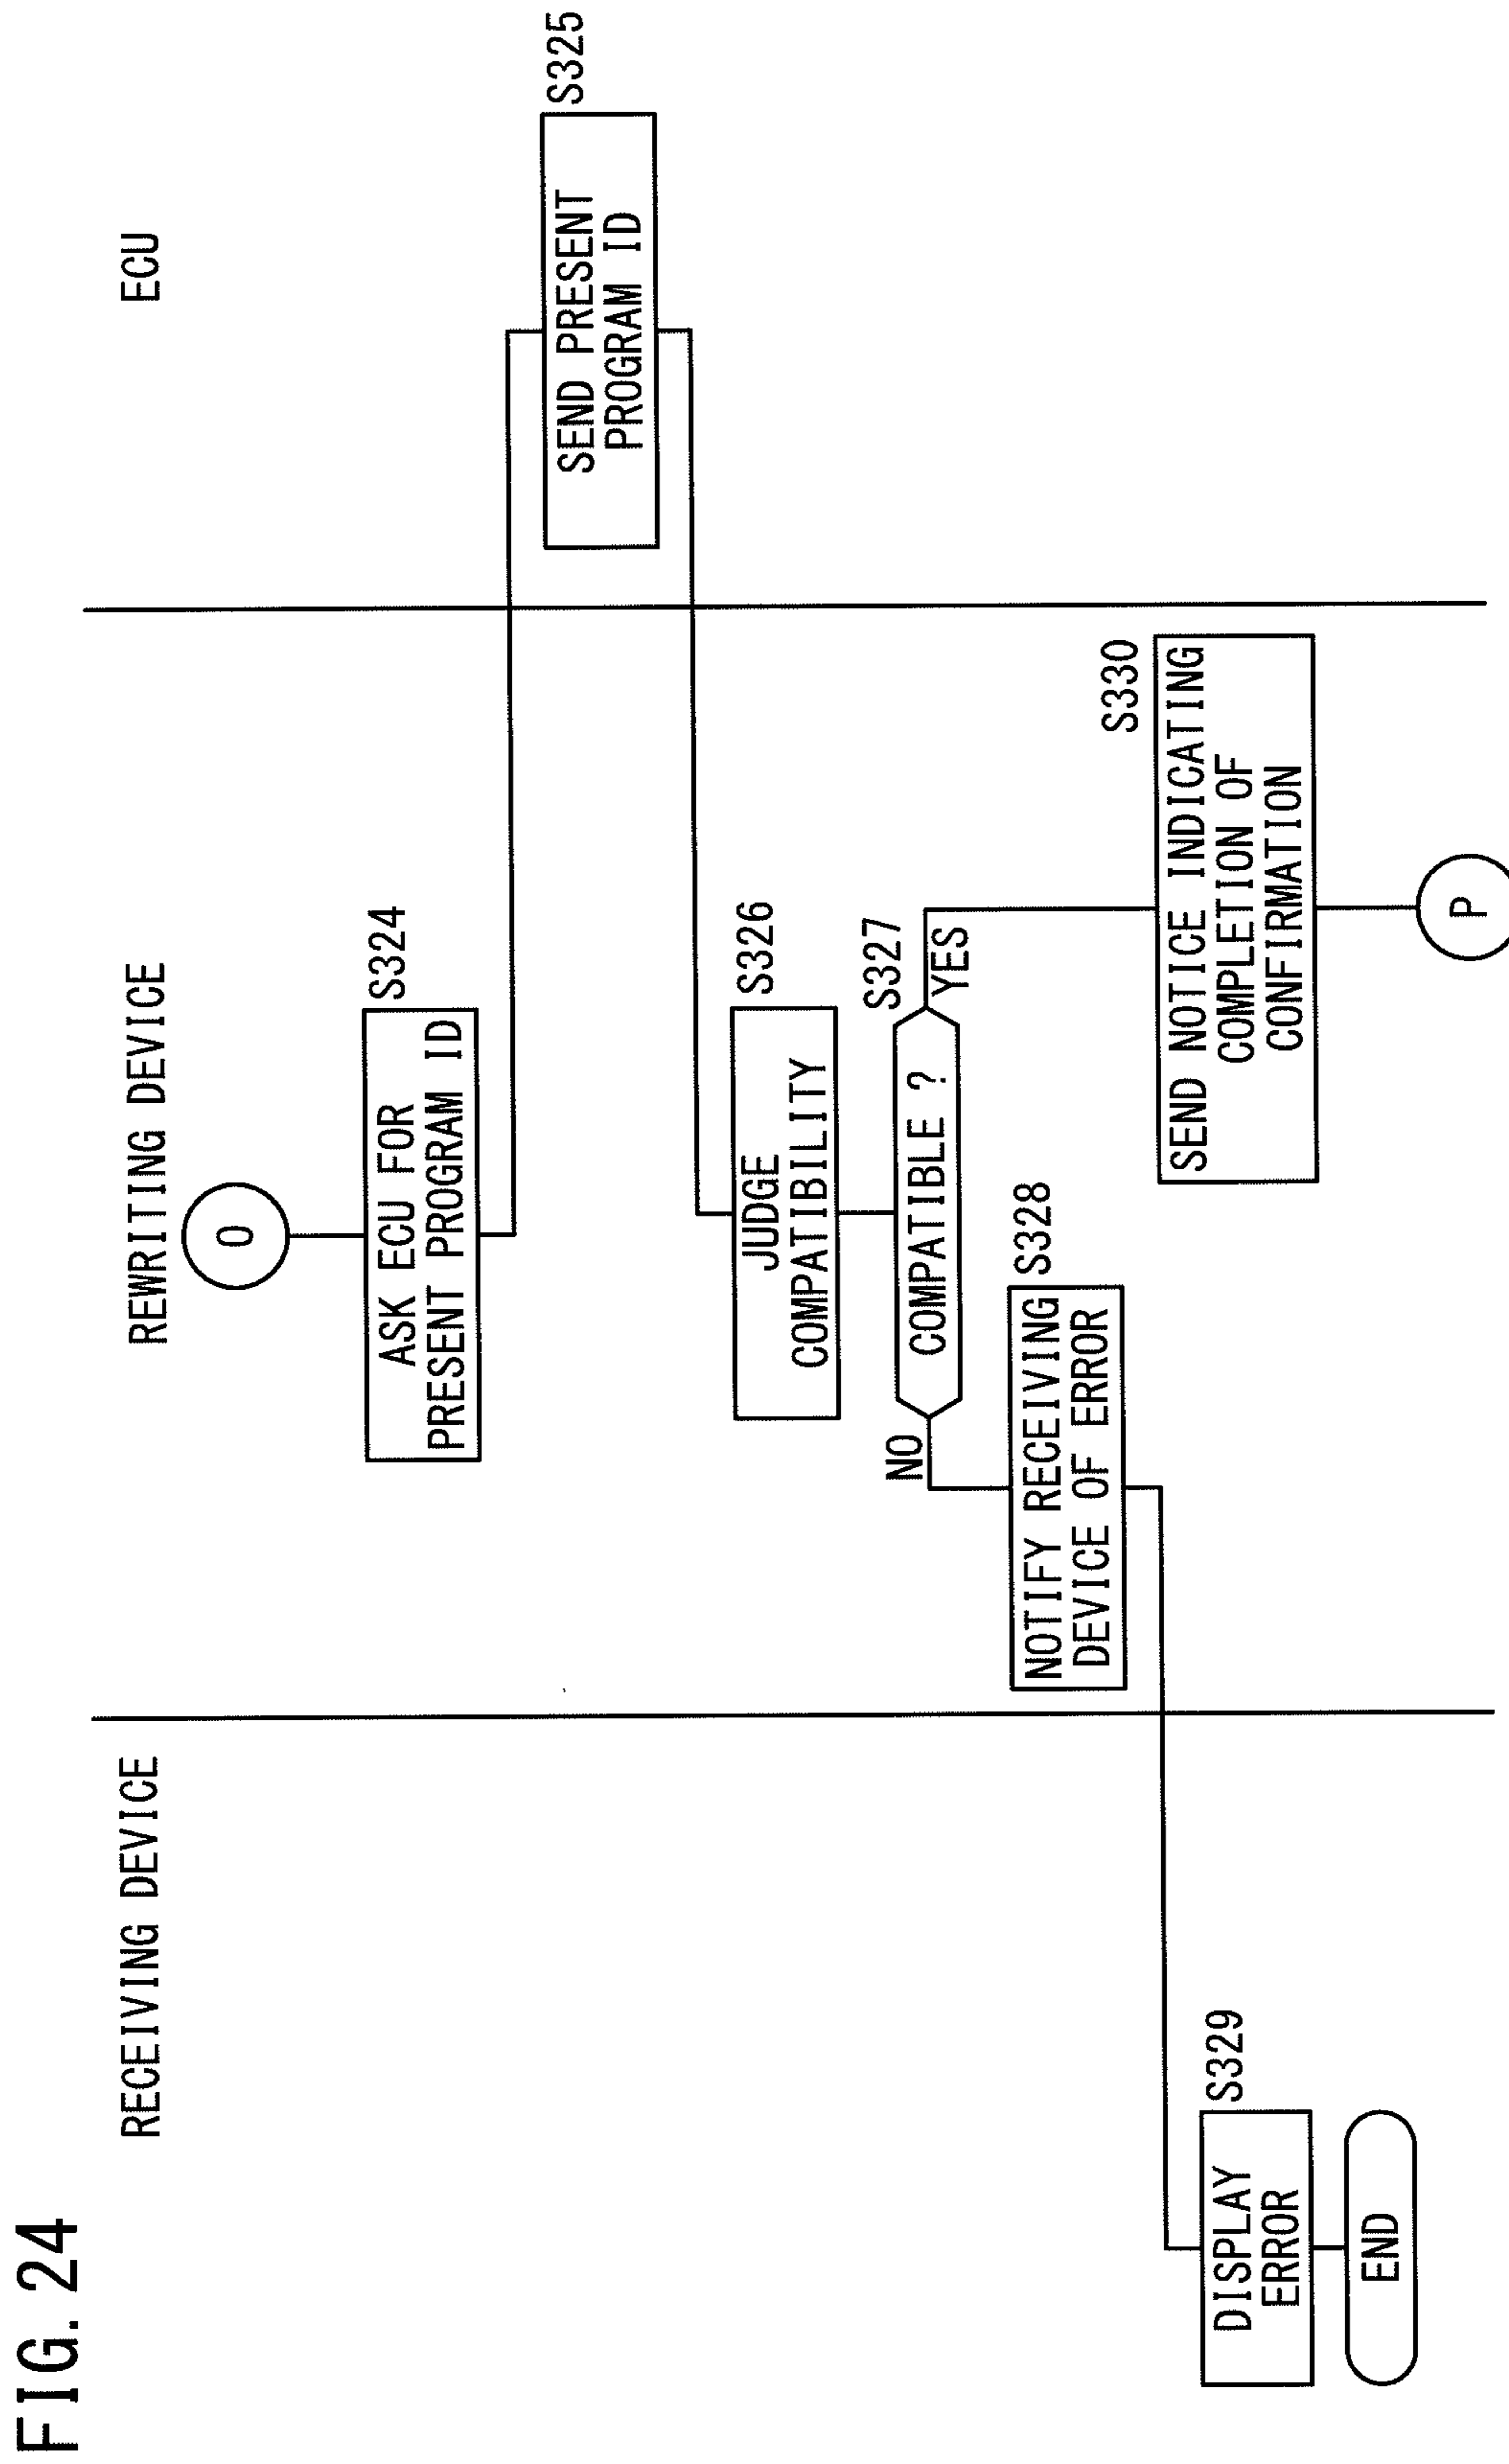 FIG. 24
RECEIVING DEVICE
REWRITING DEVICE
ECU
O
ASK ECU FOR
PRESENT PROGRAM ID
S324
SEND PRESENT
PROGRAM ID
S325
JUDGE
COMPATIBILITY
S326
COMPATIBLE ?
S327
NO
YES
NOTIFY RECEIVING
DEVICE OF ERROR
S328
SEND NOTICE INDICATING
COMPLETION OF
CONFIRMATION
S330
DISPLAY
ERROR
S329
END
P